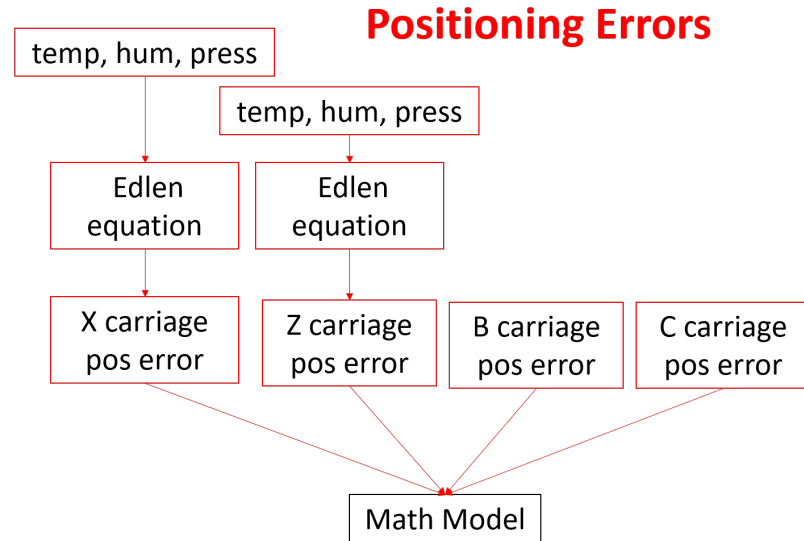 Positioning Errors
temp, hum, press
temp, hum, press
Edlen
equation
Edlen
equation
X carriage
pos error
Z carriage
pos error
B carriage
pos error
C carriage
pos error
Math Model